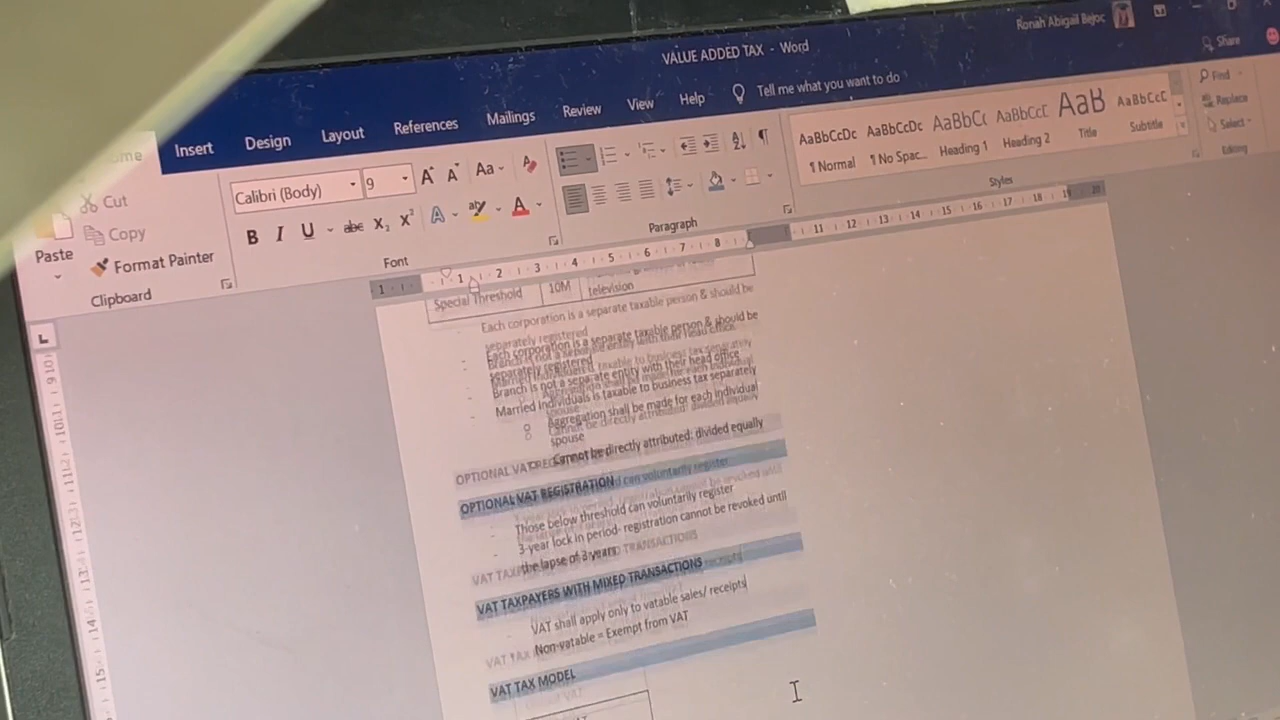 VALUE ADDED TAX - Word
Ronah Abigail Bejoc
Insert Design Layout References Mailings Review View Help Tell me what you want to do
Share
Cut
Copy
Format Painter
Paste
Clipboard
Calibri (Body) 9
Font
Paragraph
AaBbCcDc AaBbCcDc AaBbCc AaBbCcC AaB AaBbCcC
¶ Normal ¶ No Spac... Heading 1 Heading 2 Title Subtitle
Styles
Find
Replace
Select
Editing
Special Threshold 10M television
Each corporation is a separate taxable person & should be
separately registered
Branch is not a separate entity with their head office
Married individuals is taxable to business tax separately
Aggregation shall be made for each individual
spouse
Cannot be directly attributed: divided equally
OPTIONAL VAT REGISTRATION
Those below threshold can voluntarily register
3-year lock in period- registration cannot be revoked until
the lapse of 3 years
VAT TAXPAYERS WITH MIXED TRANSACTIONS
VAT shall apply only to vatable sales/ receipts
Non-vatable = Exempt from VAT
VAT TAX MODEL